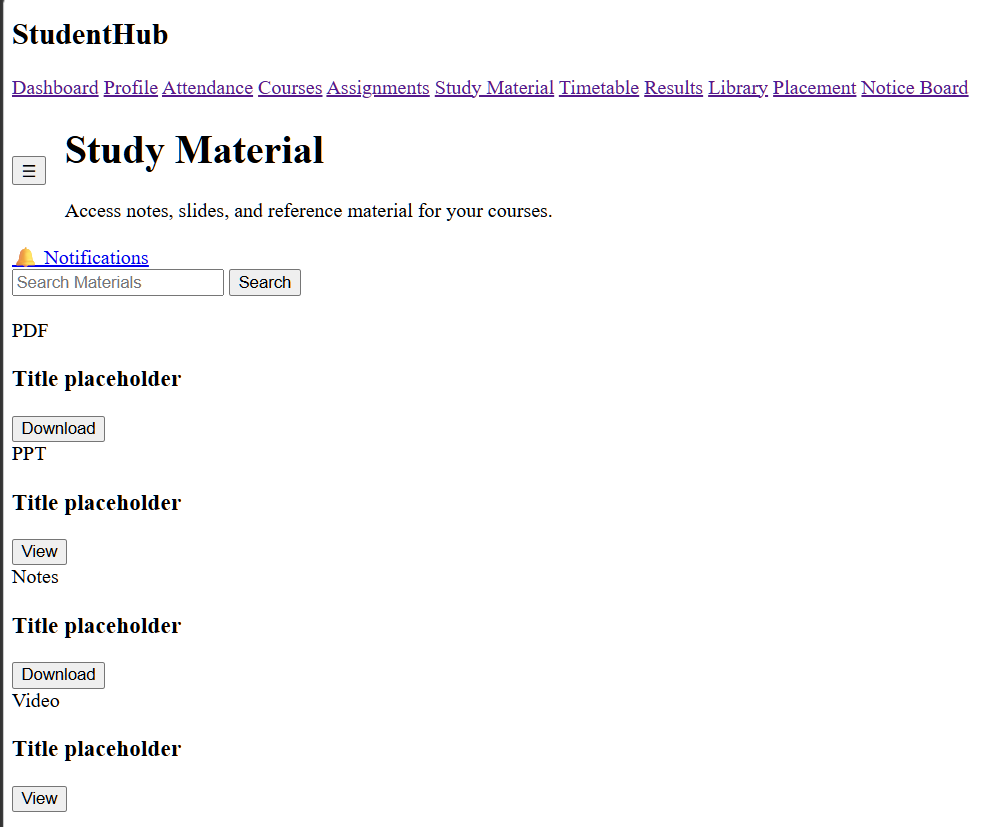 StudentHub
Dashboard Profile Attendance Courses Assignments Study Material Timetable Results Library Placement Notice Board
☰ Study Material
Access notes, slides, and reference material for your courses.
🔔 Notifications
Search Materials Search
PDF
Title placeholder
Download
PPT
Title placeholder
View
Notes
Title placeholder
Download
Video
Title placeholder
View